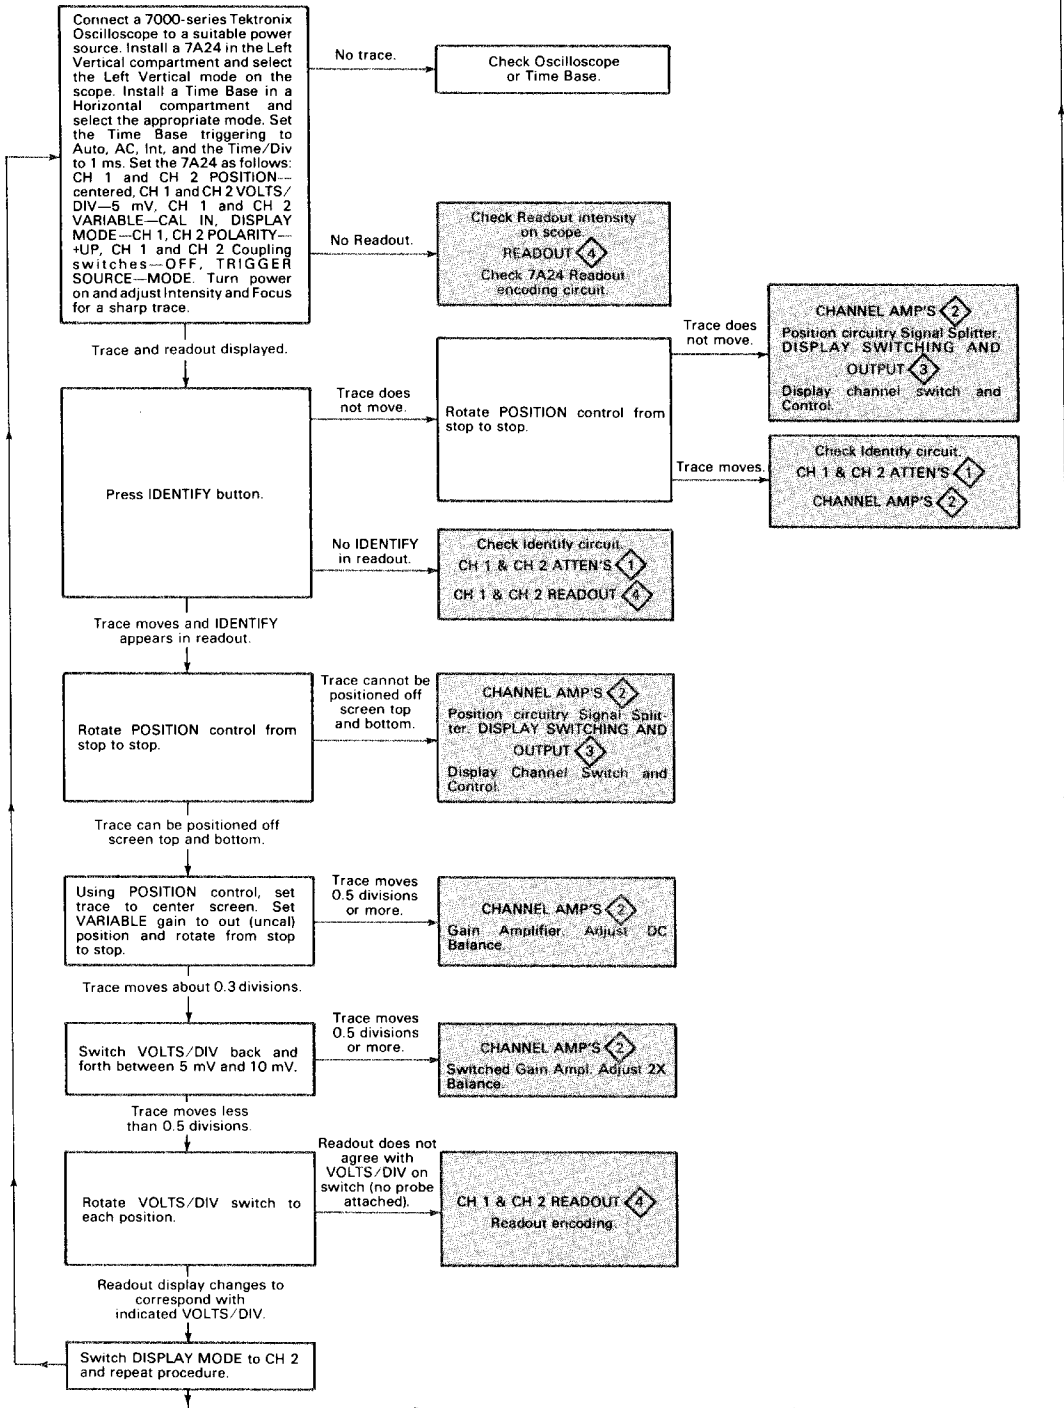 Connect a 7000-series Tektronix
Oscilloscope to a suitable power
source. Install a 7A24 in the Left
Vertical compartment and select
the Left Vertical mode on the
scope. Install a Time Base in a
Horizontal compartment and
select the appropriate mode. Set
the Time Base triggering to
Auto, AC, Int, and the Time/Div
to 1 ms. Set the 7A24 as follows:
CH 1 and CH 2 POSITION—
centered, CH 1 and CH 2 VOLTS/
DIV—5 mV, CH 1 and CH 2
VARIABLE—CAL IN, DISPLAY
MODE—CH 1, CH 2 POLARITY—
+UP, CH 1 and CH 2 Coupling
switches—OFF, TRIGGER
SOURCE—MODE. Turn power
on and adjust Intensity and Focus
for a sharp trace.
No trace.
Check Oscilloscope
or Time Base.
No Readout.
Check Readout intensity
on scope.
READOUT 4
Check 7A24 Readout
encoding circuit.
Trace and readout displayed.
Press IDENTIFY button.
Trace does
not move.
Rotate POSITION control from
stop to stop.
Trace does
not move.
CHANNEL AMP'S 2
Position circuitry Signal Splitter.
DISPLAY SWITCHING AND
OUTPUT 3
Display channel switch and
Control.
Trace moves.
Check Identify circuit.
CH 1 & CH 2 ATTEN'S 1
CHANNEL AMP'S 2
No IDENTIFY
in readout.
Check Identify circuit.
CH 1 & CH 2 ATTEN'S 1
CH 1 & CH 2 READOUT 4
Trace moves and IDENTIFY
appears in readout.
Rotate POSITION control from
stop to stop.
Trace cannot be
positioned off
screen top
and bottom.
CHANNEL AMP'S 2
Position circuitry Signal Split-
ter. DISPLAY SWITCHING AND
OUTPUT 3
Display Channel Switch and
Control.
Trace can be positioned off
screen top and bottom.
Using POSITION control, set
trace to center screen. Set
VARIABLE gain to out (uncal)
position and rotate from stop
to stop.
Trace moves
0.5 divisions
or more.
CHANNEL AMP'S 2
Gain Amplifier. Adjust DC
Balance.
Trace moves about 0.3 divisions.
Switch VOLTS/DIV back and
forth between 5 mV and 10 mV.
Trace moves
0.5 divisions
or more.
CHANNEL AMP'S 2
Switched Gain Ampl. Adjust 2X
Balance.
Trace moves less
than 0.5 divisions.
Rotate VOLTS/DIV switch to
each position.
Readout does not
agree with
VOLTS/DIV on
switch (no probe
attached).
CH 1 & CH 2 READOUT 4
Readout encoding.
Readout display changes to
correspond with
indicated VOLTS/DIV.
Switch DISPLAY MODE to CH 2
and repeat procedure.